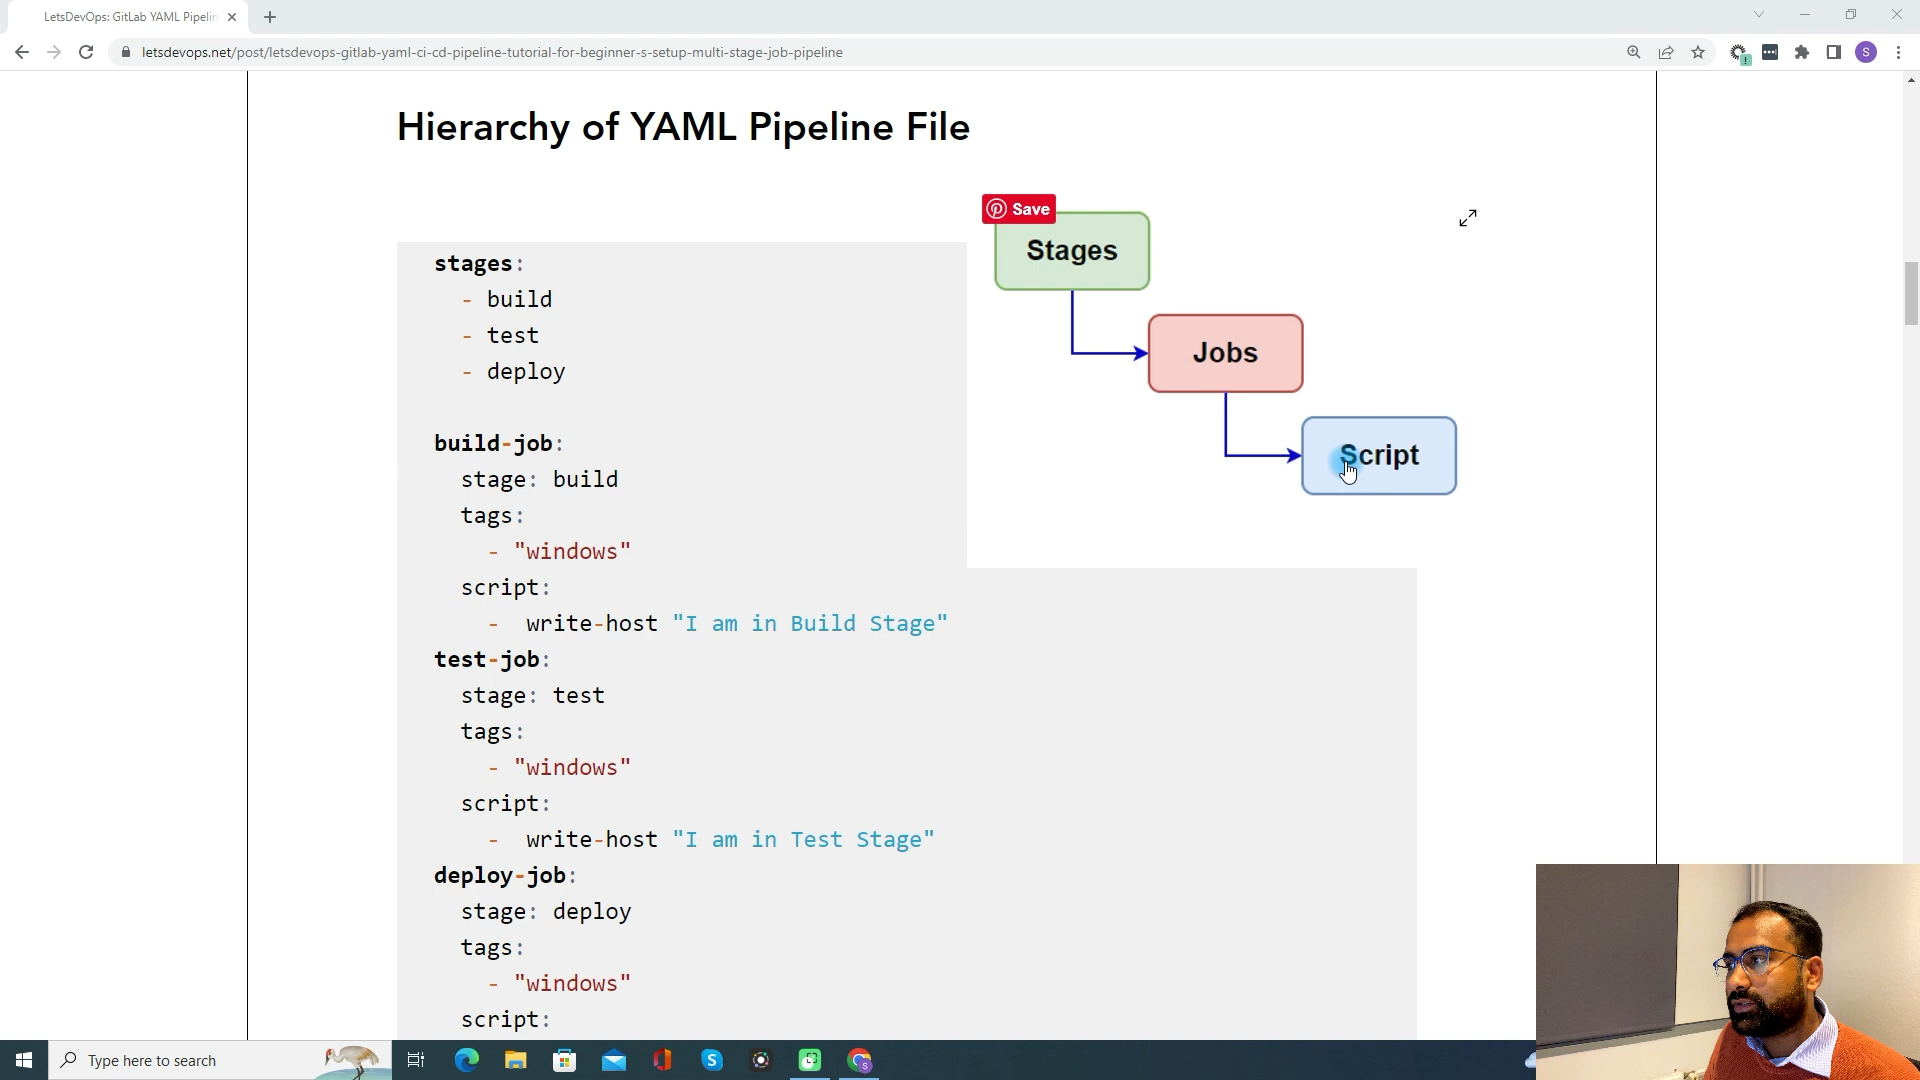 LetsDevOps: GitLab YAML Pipelin
letsdevops.net/post/letsdevops-gitlab-yaml-ci-cd-pipeline-tutorial-for-beginner-s-setup-multi-stage-job-pipeline
S
Hierarchy of YAML Pipeline File
Save
Stages
Jobs
Script
stages:
- build
- test
- deploy
build-job:
stage: build
tags:
- "windows"
script:
- write-host "I am in Build Stage"
test-job:
stage: test
tags:
- "windows"
script:
- write-host "I am in Test Stage"
deploy-job:
stage: deploy
tags:
- "windows"
script:
Type here to search